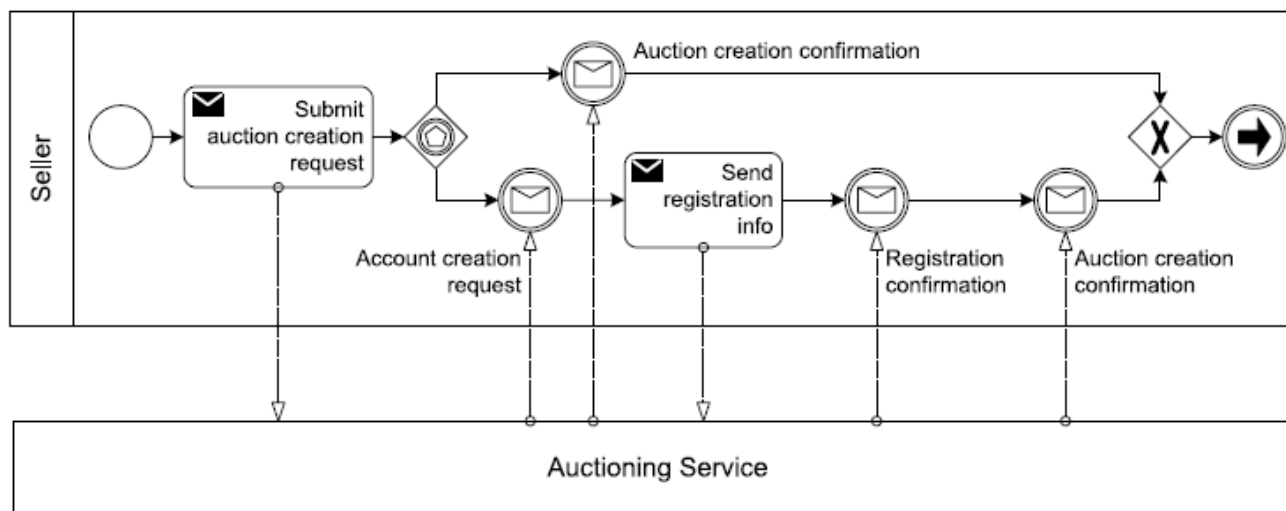 Seller
Submit
auction creation
request
Auction creation confirmation
Account creation
request
Send
registration
info
Registration
confirmation
Auction creation
confirmation
Auctioning Service